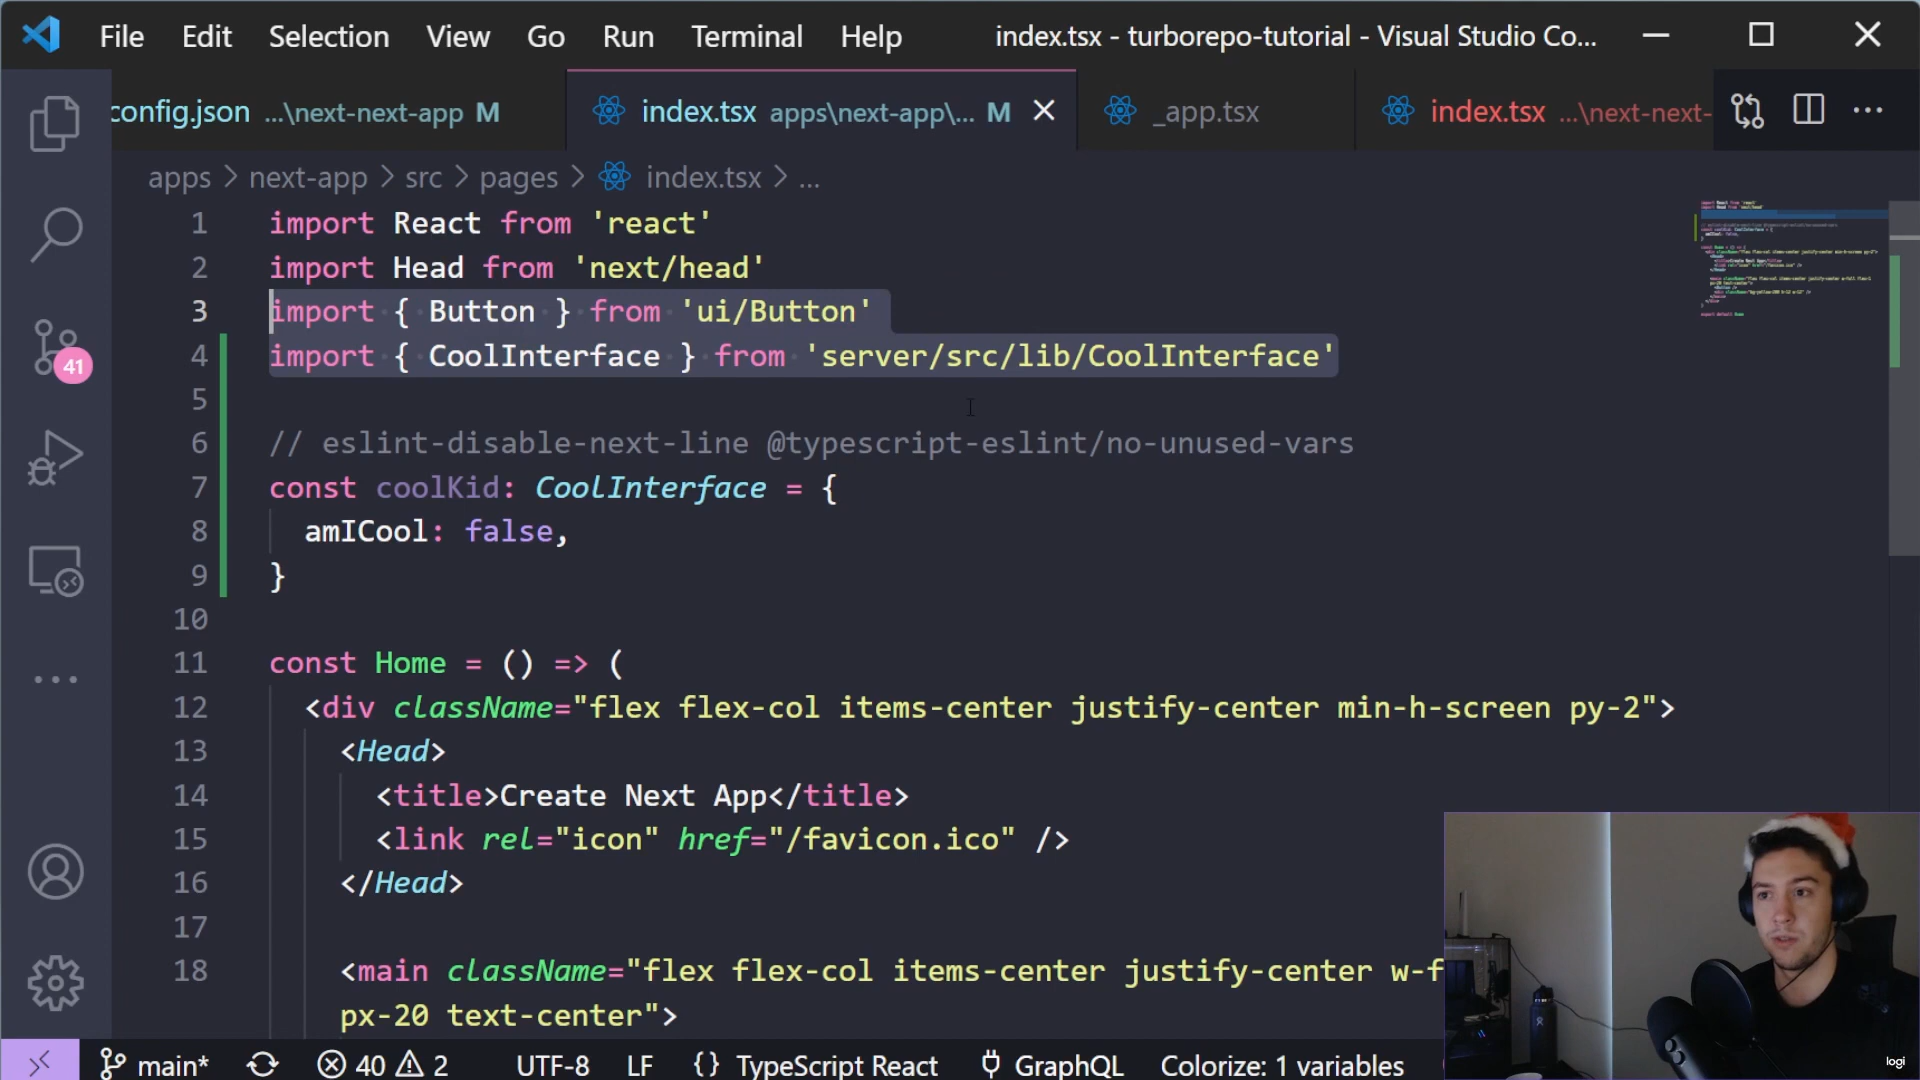 File Edit Selection View Go Run Terminal Help index.tsx - turborepo-tutorial - Visual Studio Co...
config.json ...\next-next-app M index.tsx apps\next-app\... M _app.tsx index.tsx ...\next-next-
apps > next-app > src > pages > index.tsx > ...
1 import React from 'react'
2 import Head from 'next/head'
3 import { Button } from 'ui/Button'
4 import { CoolInterface } from 'server/src/lib/CoolInterface'
5
6 // eslint-disable-next-line @typescript-eslint/no-unused-vars
7 const coolKid: CoolInterface = {
8 amICool: false,
9 }
10
11 const Home = () => (
12 <div className="flex flex-col items-center justify-center min-h-screen py-2">
13 <Head>
14 <title>Create Next App</title>
15 <link rel="icon" href="/favicon.ico" />
16 </Head>
17
18 <main className="flex flex-col items-center justify-center w-f
px-20 text-center">
41
main* 40 2 UTF-8 LF {} TypeScript React GraphQL Colorize: 1 variables
logi